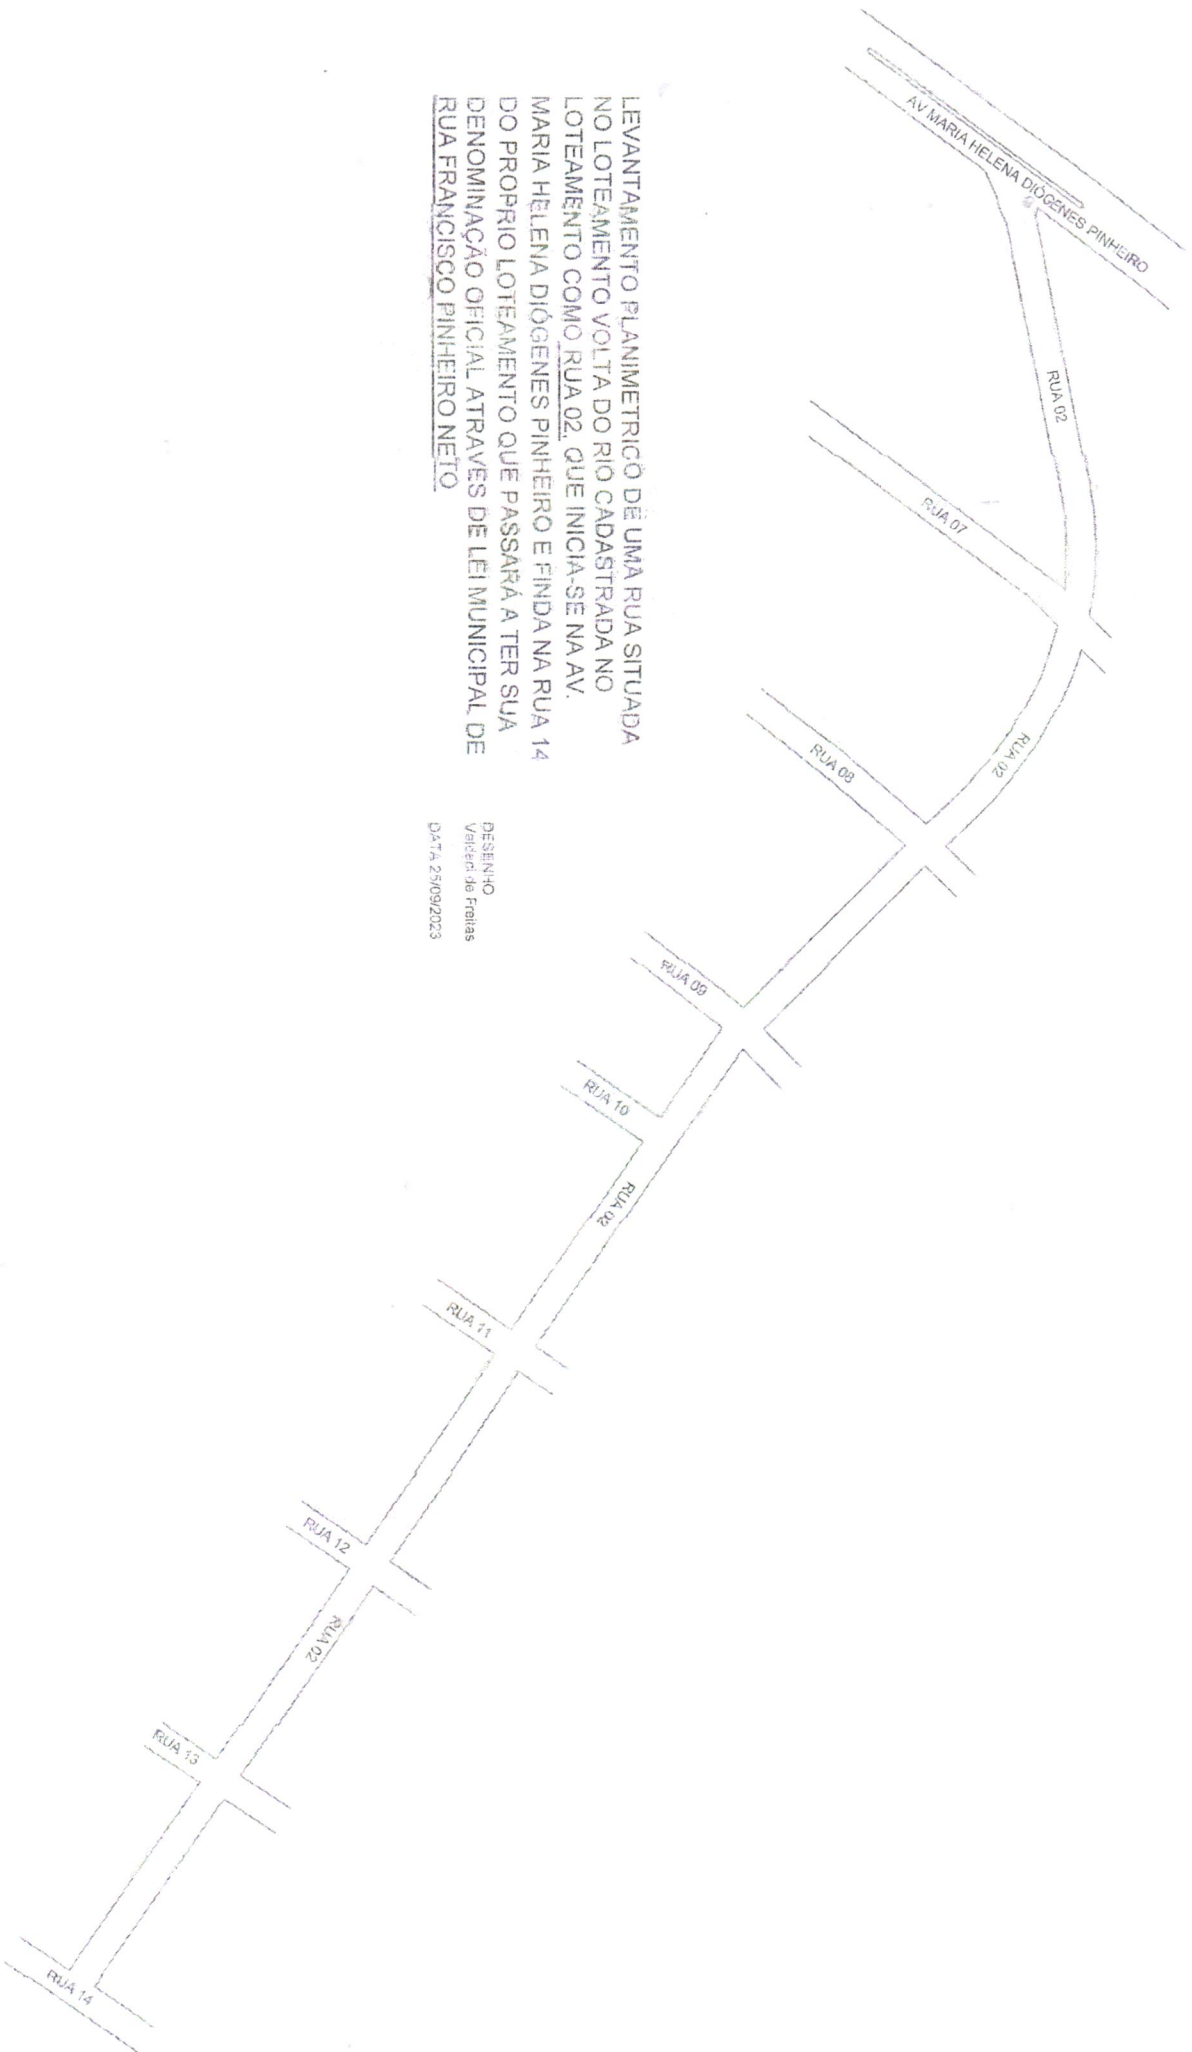 AV MARIA HELENA DIÓGENES PINHEIRO
RUA 02
RUA 07
RUA 02
RUA 08
RUA 09
RUA 10
RUA 02
RUA 11
RUA 12
RUA 02
RUA 13
RUA 14
LEVANTAMENTO PLANIMETRICO DE UMA RUA SITUADA
NO LOTEAMENTO VOLTA DO RIO CADASTRADA NO
LOTEAMENTO COMO RUA 02, QUE INICIA-SE NA AV.
MARIA HELENA DIÓGENES PINHEIRO E FINDA NA RUA 14
DO PROPRIO LOTEAMENTO QUE PASSARÁ A TER SUA
DENOMINAÇÃO OFICIAL ATRAVES DE LEI MUNICIPAL DE
RUA FRANCISCO PINHEIRO NETO
DESENHO
Valdeci de Freitas
DATA 25/09/2023